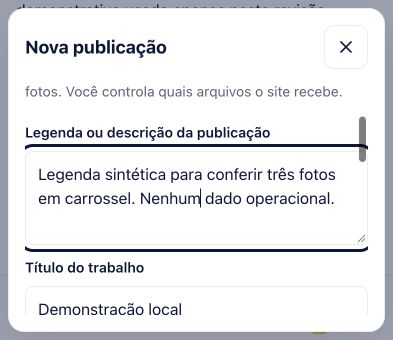 Nova publicação
fotos. Você controla quais arquivos o site recebe.
Legenda ou descrição da publicação
Legenda sintética para conferir três fotos
em carrossel. Nenhum dado operacional.
Título do trabalho
Demonstração local